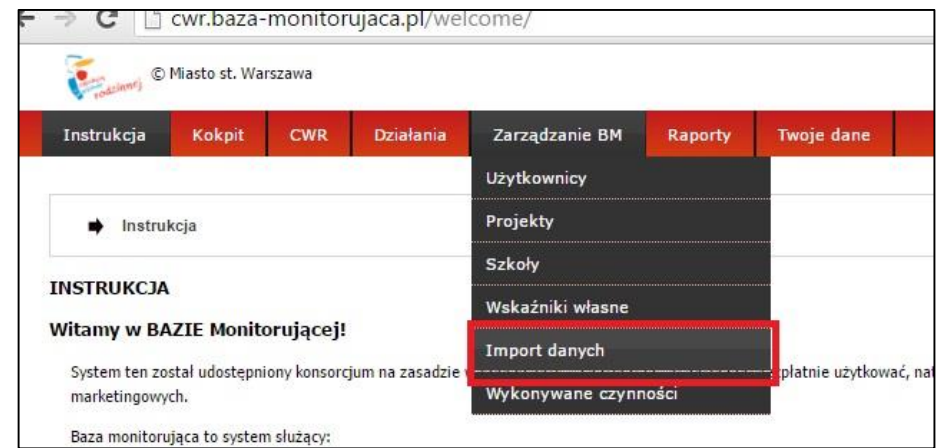 cwr.baza-monitorujaca.pl/welcome/
rodzinnej
© Miasto st. Warszawa
Instrukcja Kokpit CWR Działania Zarządzanie BM Raporty Twoje dane
Użytkownicy
Instrukcja Projekty
Szkoły
INSTRUKCJA
Wskaźniki własne
Witamy w BAZIE Monitorującej!
Import danych
System ten został udostępniony konsorcjum na zasadzie użytkować, nat
Wykonywane czynności
marketingowych.
Baza monitorująca to system służący: